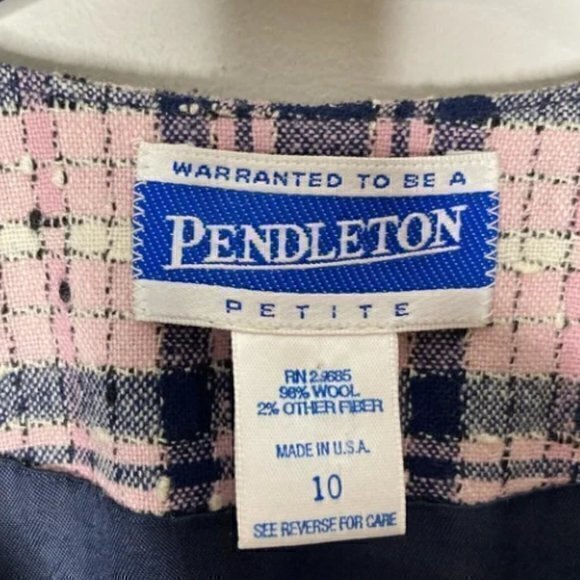 WARRANTED TO BE A
PENDLETON
PETITE
RN 29685
98% WOOL
2% OTHER FIBER
MADE IN U.S.A.
10
SEE REVERSE FOR CARE